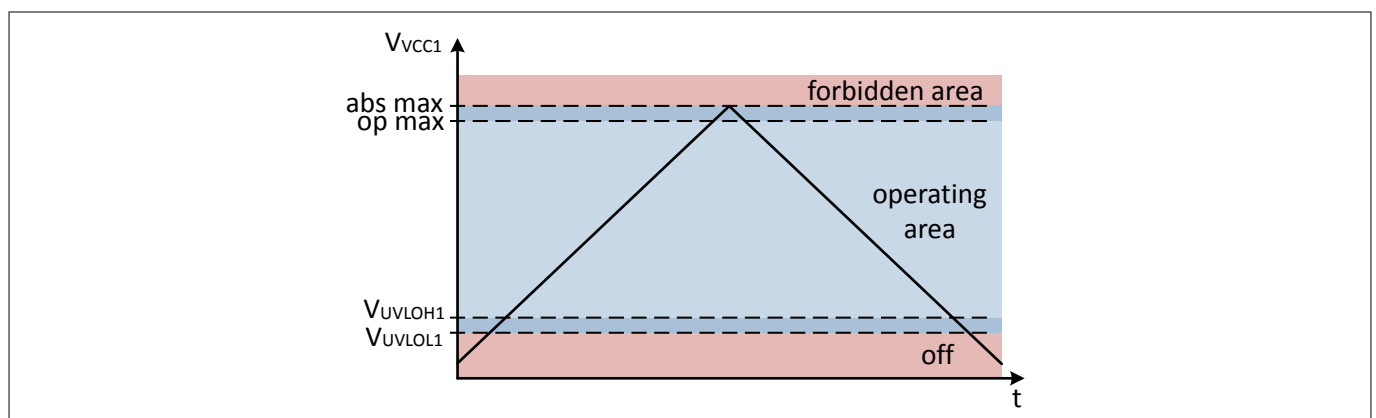 VVCC1
abs max
forbidden area
op max
operating
area
VUVLOH1
VUVLOL1
off
t